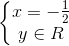 { x = -1/2
y ∈ R